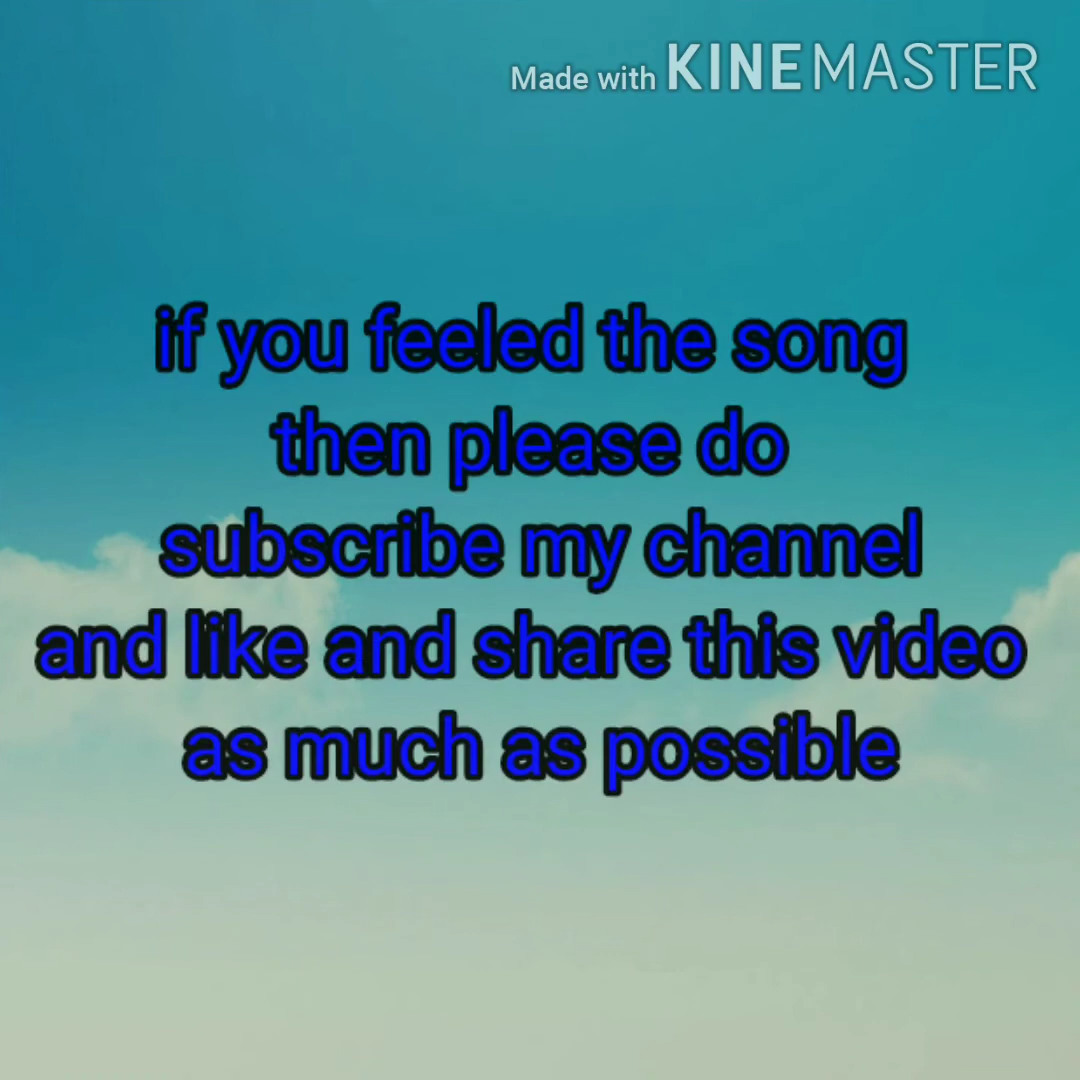 Made with KINEMASTER
if you feeled the song
then please do
subscribe my channel
and like and share this video
as much as possible